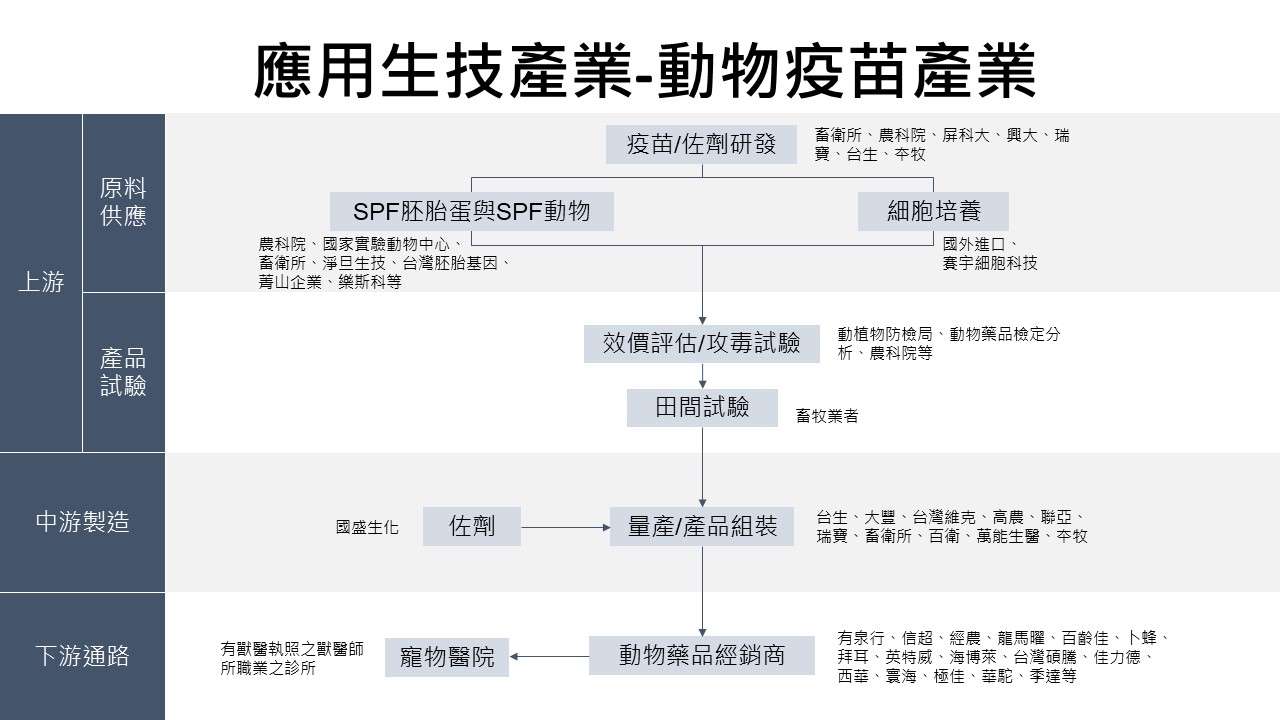 應用生技產業-動物疫苗產業
上游
原料
供應
疫苗/佐劑研發
畜衛所、農科院、屏科大、興大、瑞
寶、台生、夲牧
SPF胚胎蛋與SPF動物
農科院、國家實驗動物中心、
畜衛所、淨旦生技、台灣胚胎基因、
菁山企業、樂斯科等
細胞培養
國外進口、
賽宇細胞科技
產品
試驗
效價評估/攻毒試驗
動植物防檢局、動物藥品檢定分
析、農科院等
田間試驗
畜牧業者
中游製造
國盛生化
佐劑
量產/產品組裝
台生、大豐、台灣維克、高農、聯亞、
瑞寶、畜衛所、百衛、萬能生醫、夲牧
下游通路
有獸醫執照之獸醫師
所職業之診所
寵物醫院
動物藥品經銷商
有泉行、信超、經農、龍馬曜、百齡佳、卜蜂、
拜耳、英特威、海博萊、台灣碩騰、佳力德、
西華、寰海、極佳、華駝、季達等